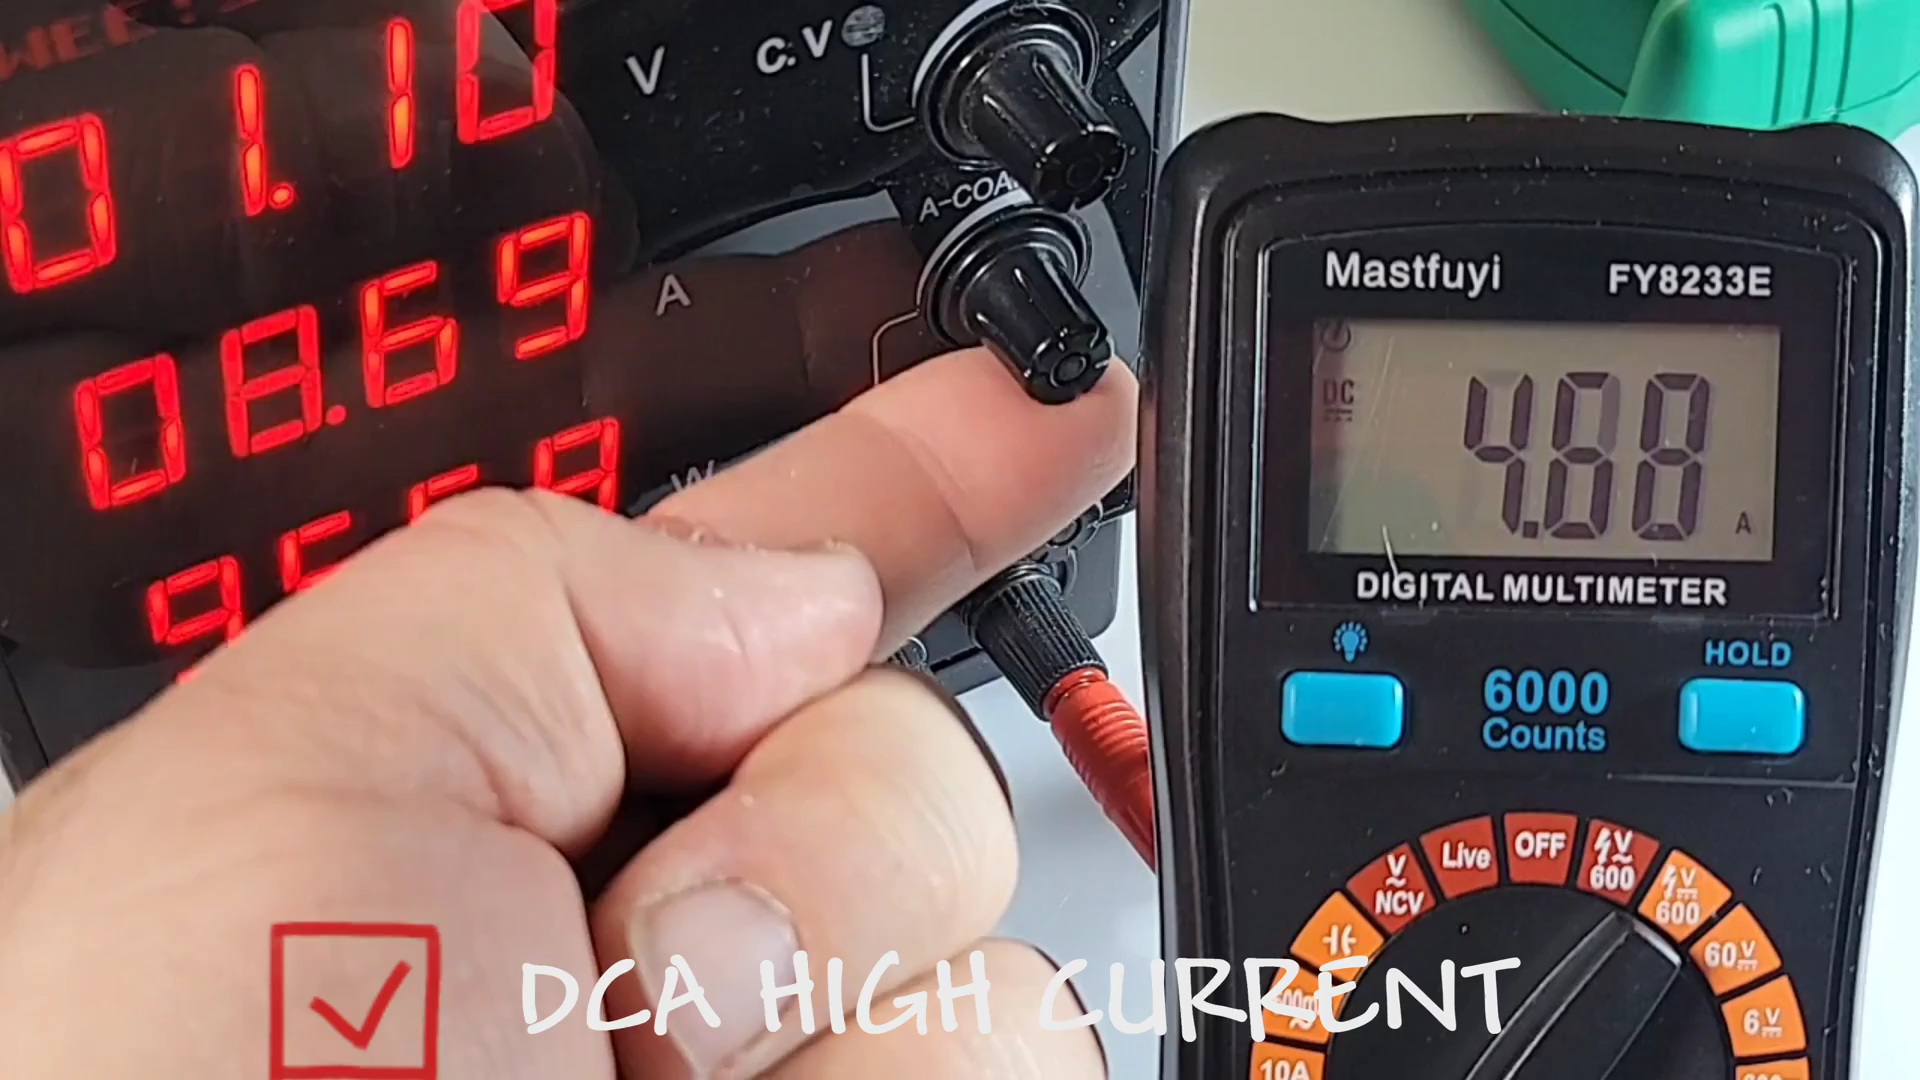 01.10 V
C.V
08.69 A
W
Mastfuyi FY8233E
DC
4.88 A
DIGITAL MULTIMETER
HOLD
6000
Counts
V NCV
Live
OFF
V 600
V 600
60V
6V
10A
DCA HIGH CURRENT